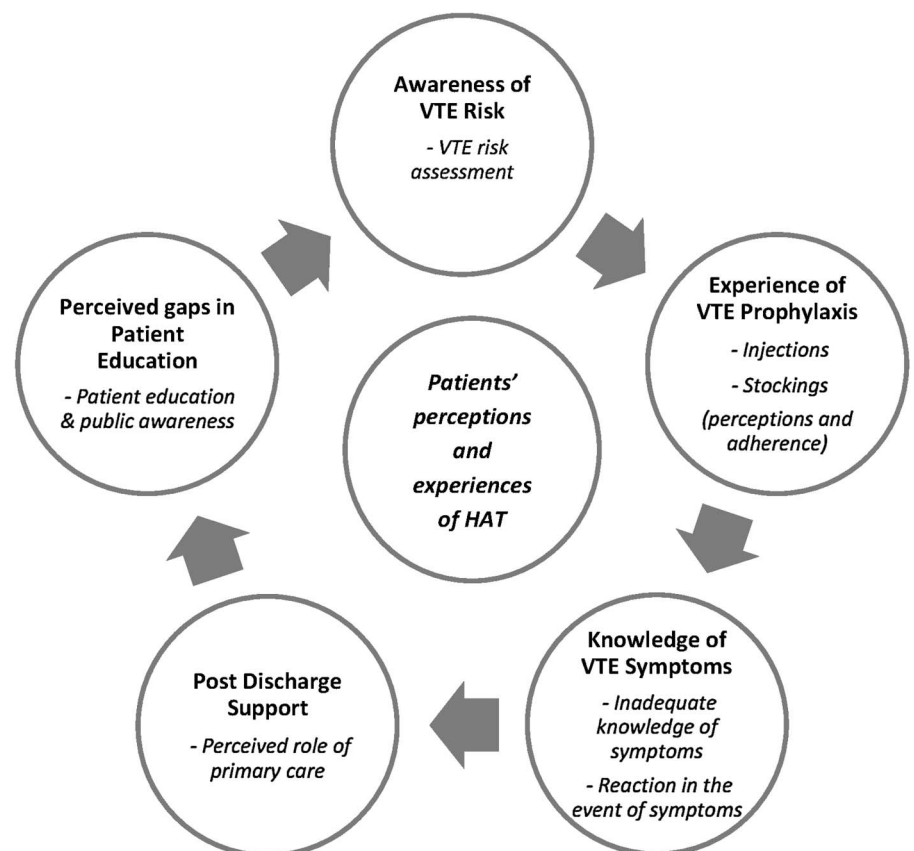 Awareness of
VTE Risk
- VTE risk
assessment
Experience of
VTE Prophylaxis
- Injections
- Stockings
(perceptions and
adherence)
Knowledge of
VTE Symptoms
- Inadequate
knowledge of
symptoms
- Reaction in the
event of symptoms
Post Discharge
Support
- Perceived role of
primary care
Perceived gaps in
Patient
Education
- Patient education
& public awareness
Patients’
perceptions
and
experiences
of HAT